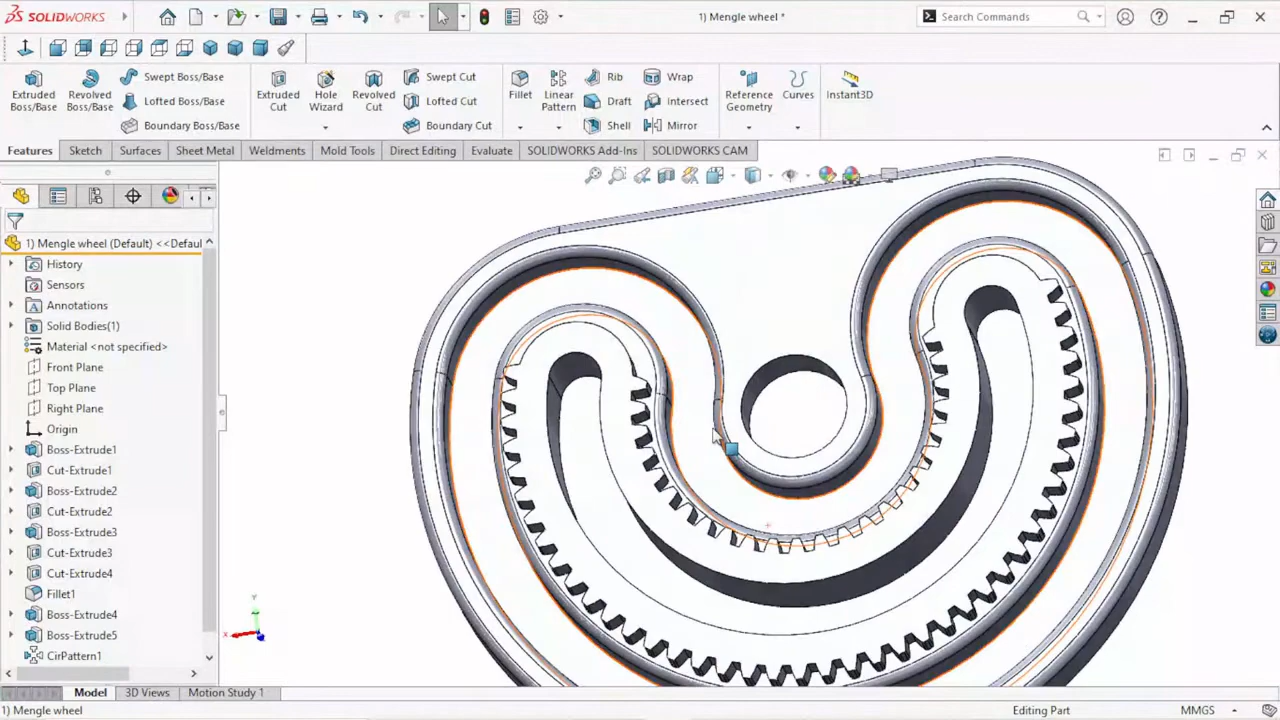 SOLIDWORKS
1) Mengle wheel *
Search Commands
Extruded Boss/Base
Revolved Boss/Base
Swept Boss/Base
Lofted Boss/Base
Boundary Boss/Base
Extruded Cut
Hole Wizard
Revolved Cut
Swept Cut
Lofted Cut
Boundary Cut
Fillet
Linear Pattern
Rib
Draft
Shell
Wrap
Intersect
Mirror
Reference Geometry
Curves
Instant3D
Features
Sketch
Surfaces
Sheet Metal
Weldments
Mold Tools
Direct Editing
Evaluate
SOLIDWORKS Add-Ins
SOLIDWORKS CAM
1) Mengle wheel (Default) <<Defaul
History
Sensors
Annotations
Solid Bodies(1)
Material <not specified>
Front Plane
Top Plane
Right Plane
Origin
Boss-Extrude1
Cut-Extrude1
Boss-Extrude2
Cut-Extrude2
Boss-Extrude3
Cut-Extrude3
Cut-Extrude4
Fillet1
Boss-Extrude4
Boss-Extrude5
CirPattern1
Y
X
Model
3D Views
Motion Study 1
1) Mengle wheel
Editing Part
MMGS